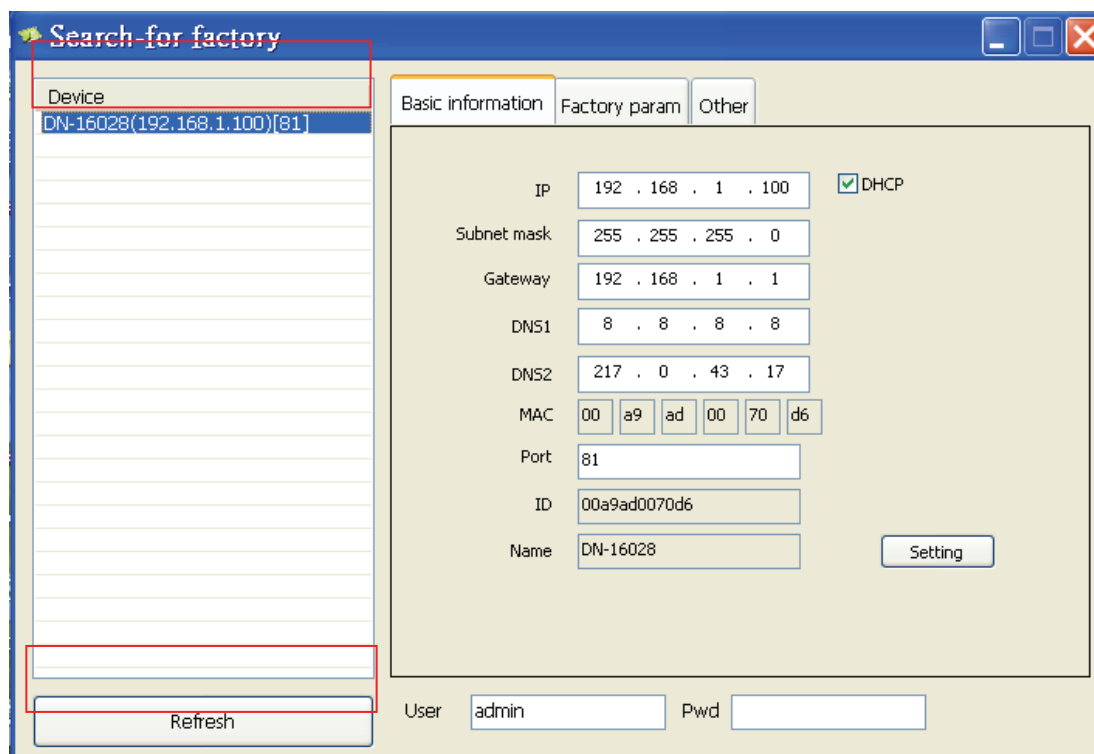 Search-for factory
Device
DN-16028(192.168.1.100)[81]
Basic information Factory param Other
IP 192 . 168 . 1 . 100 DHCP
Subnet mask 255 . 255 . 255 . 0
Gateway 192 . 168 . 1 . 1
DNS1 8 . 8 . 8 . 8
DNS2 217 . 0 . 43 . 17
MAC 00 a9 ad 00 70 d6
Port 81
ID 00a9ad0070d6
Name DN-16028 Setting
Refresh User admin Pwd